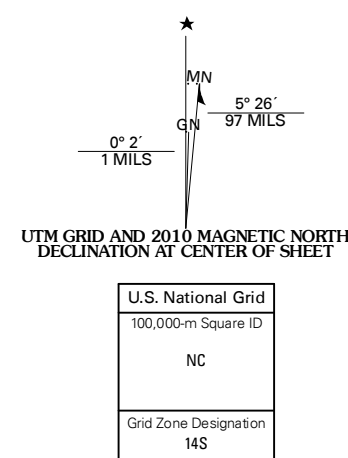 MN
5° 26´
97 MILS
GN
0° 2´
1 MILS
UTM GRID AND 2010 MAGNETIC NORTH
DECLINATION AT CENTER OF SHEET
U.S. National Grid
100,000-m Square ID
NC
Grid Zone Designation
14S